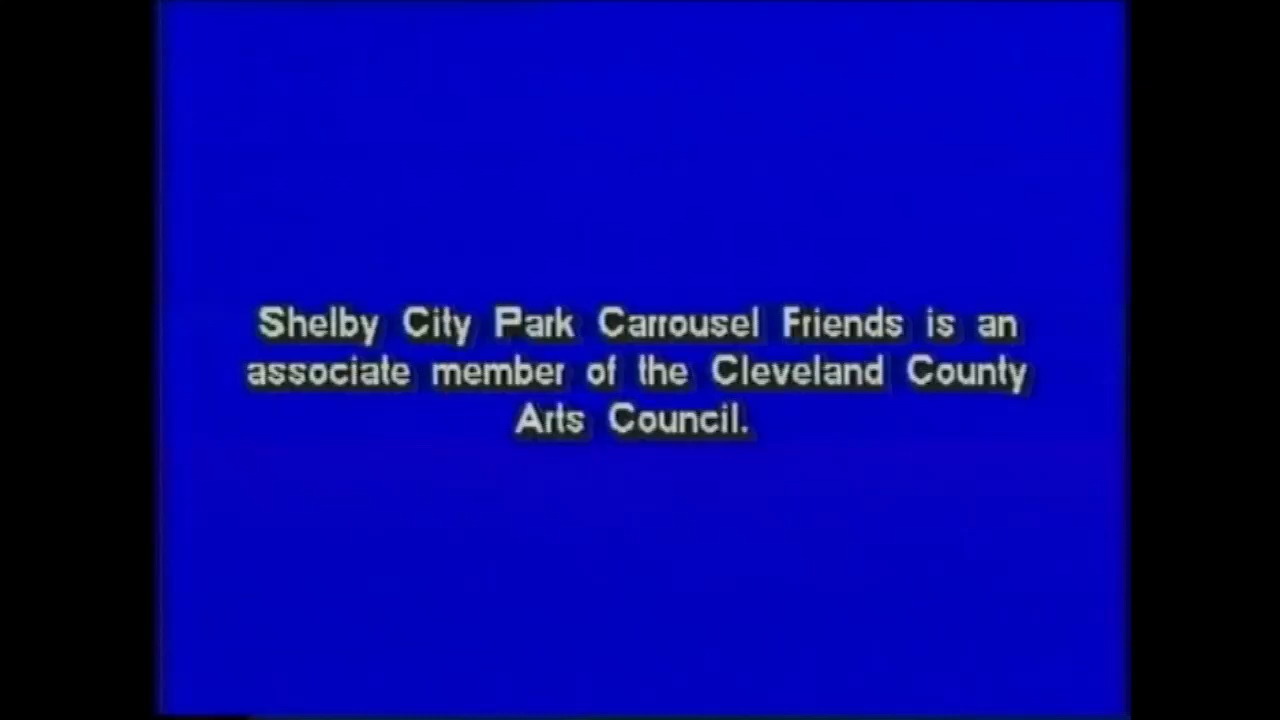 Shelby City Park Carrousel Friends is an
associate member of the Cleveland County
Arts Council.